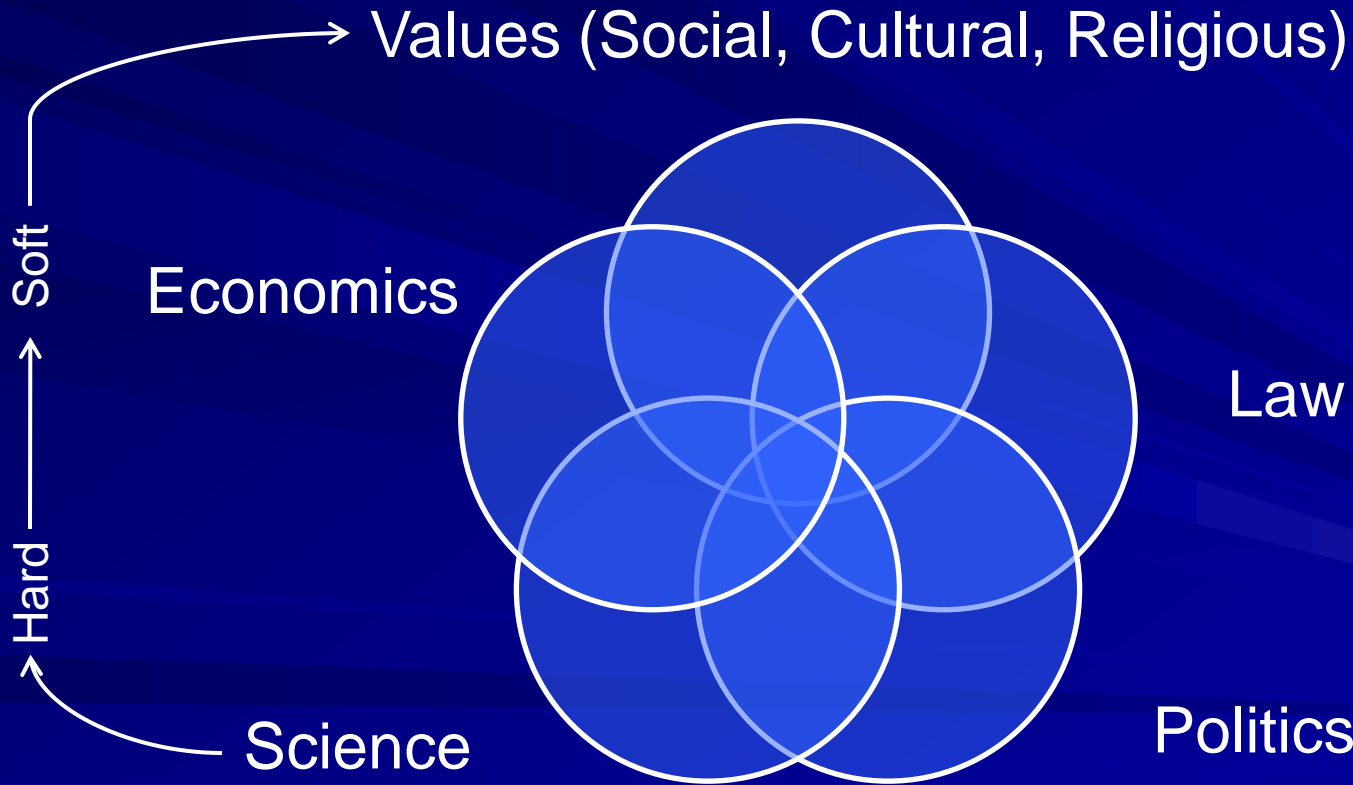 Values (Social, Cultural, Religious)
Soft
Economics
Law
Hard
Science
Politics